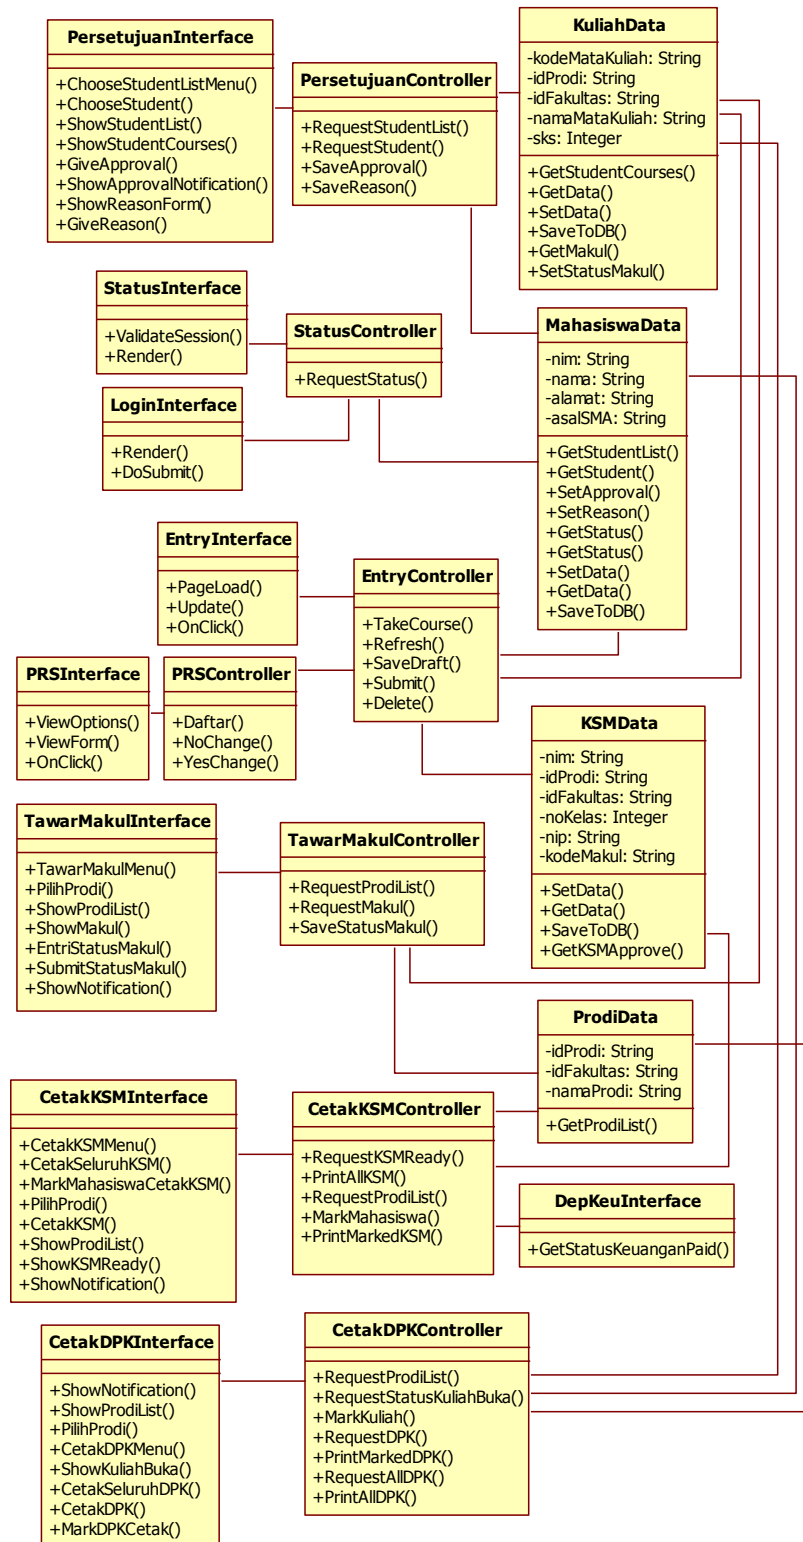 PersetujuanInterface
+ChooseStudentListMenu()
+ChooseStudent()
+ShowStudentList()
+ShowStudentCourses()
+GiveApproval()
+ShowApprovalNotification()
+ShowReasonForm()
+GiveReason()
PersetujuanController
+RequestStudentList()
+RequestStudent()
+SaveApproval()
+SaveReason()
KuliahData
-kodeMataKuliah: String
-idProdi: String
-idFakultas: String
-namaMataKuliah: String
-sks: Integer
+GetStudentCourses()
+GetData()
+SetData()
+SaveToDB()
+GetMakul()
+SetStatusMakul()
StatusInterface
+ValidateSession()
+Render()
StatusController
+RequestStatus()
MahasiswaData
-nim: String
-nama: String
-alamat: String
-asalSMA: String
+GetStudentList()
+GetStudent()
+SetApproval()
+SetReason()
+GetStatus()
+GetStatus()
+SetData()
+GetData()
+SaveToDB()
LoginInterface
+Render()
+DoSubmit()
EntryInterface
+PageLoad()
+Update()
+OnClick()
EntryController
+TakeCourse()
+Refresh()
+SaveDraft()
+Submit()
+Delete()
PRSInterface
+ViewOptions()
+ViewForm()
+OnClick()
PRSController
+Daftar()
+NoChange()
+YesChange()
KSMData
-nim: String
-idProdi: String
-idFakultas: String
-noKelas: Integer
-nip: String
-kodeMakul: String
+SetData()
+GetData()
+SaveToDB()
+GetKSMApprove()
TawarMakulInterface
+TawarMakulMenu()
+PilihProdi()
+ShowProdiList()
+ShowMakul()
+EntriStatusMakul()
+SubmitStatusMakul()
+ShowNotification()
TawarMakulController
+RequestProdiList()
+RequestMakul()
+SaveStatusMakul()
ProdiData
-idProdi: String
-idFakultas: String
-namaProdi: String
+GetProdiList()
CetakKSMInterface
+CetakKSMMenu()
+CetakSeluruhKSM()
+MarkMahasiswaCetakKSM()
+PilihProdi()
+CetakKSM()
+ShowProdiList()
+ShowKSMReady()
+ShowNotification()
CetakKSMController
+RequestKSMReady()
+PrintAllKSM()
+RequestProdiList()
+MarkMahasiswa()
+PrintMarkedKSM()
DepKeuInterface
+GetStatusKeuanganPaid()
CetakDPKInterface
+ShowNotification()
+ShowProdiList()
+PilihProdi()
+CetakDPKMenu()
+ShowKuliahBuka()
+CetakSeluruhDPK()
+CetakDPK()
+MarkDPKCetak()
CetakDPKController
+RequestProdiList()
+RequestStatusKuliahBuka()
+MarkKuliah()
+RequestDPK()
+PrintMarkedDPK()
+RequestAllDPK()
+PrintAllDPK()